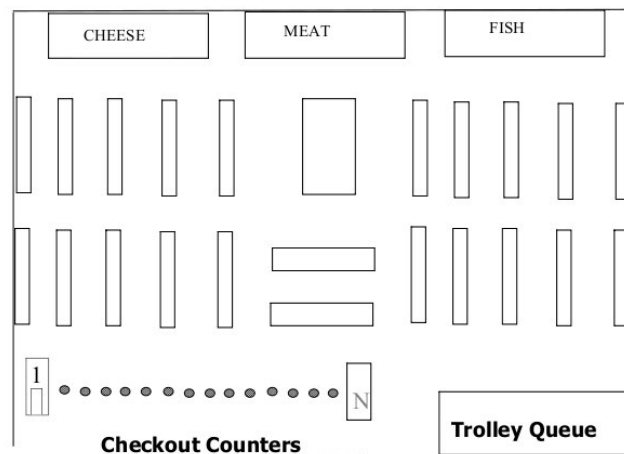 CHEESE
MEAT
FISH
1
N
Trolley Queue
Checkout Counters